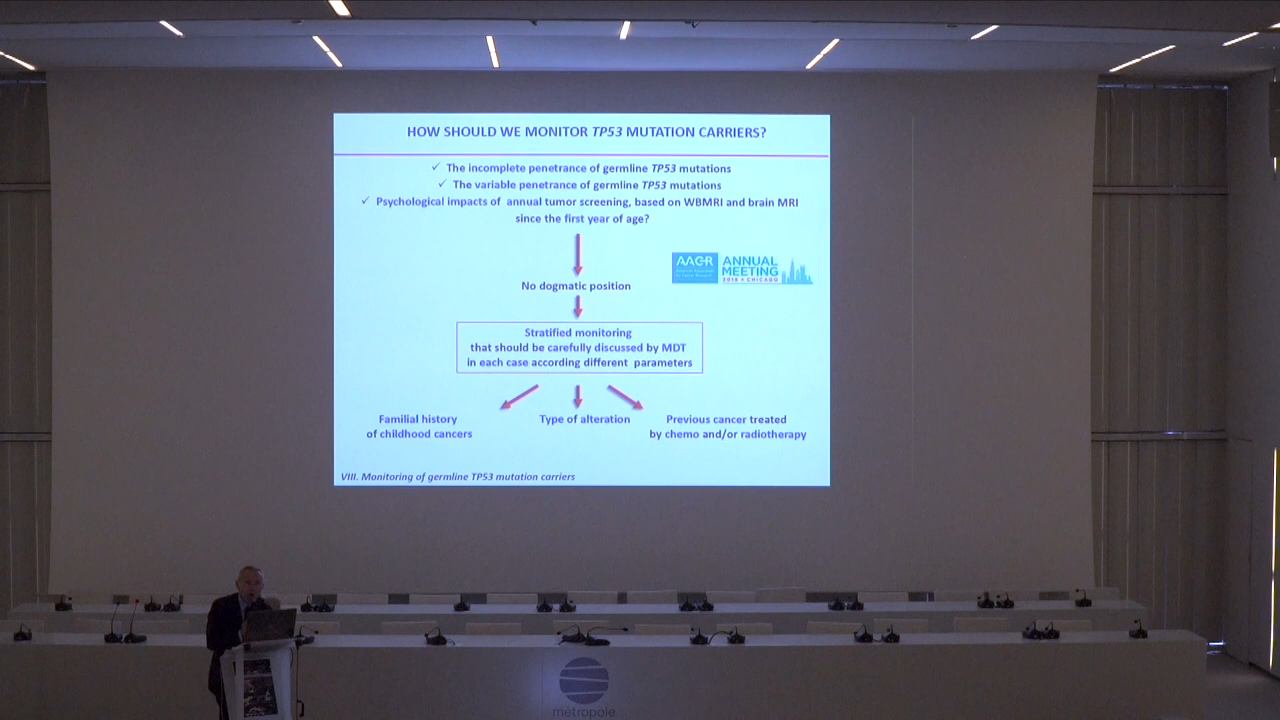 HOW SHOULD WE MONITOR TP53 MUTATION CARRIERS?
✓ The incomplete penetrance of germline TP53 mutations
✓ The variable penetrance of germline TP53 mutations
✓ Psychological impacts of annual tumor screening, based on WBMRI and brain MRI
since the first year of age?
AACR
ANNUAL
MEETING
2018 • CHICAGO
No dogmatic position
Stratified monitoring
that should be carefully discussed by MDT
in each case according different parameters
Familial history
of childhood cancers
Type of alteration
Previous cancer treated
by chemo and/or radiotherapy
VIII. Monitoring of germline TP53 mutation carriers
métropole